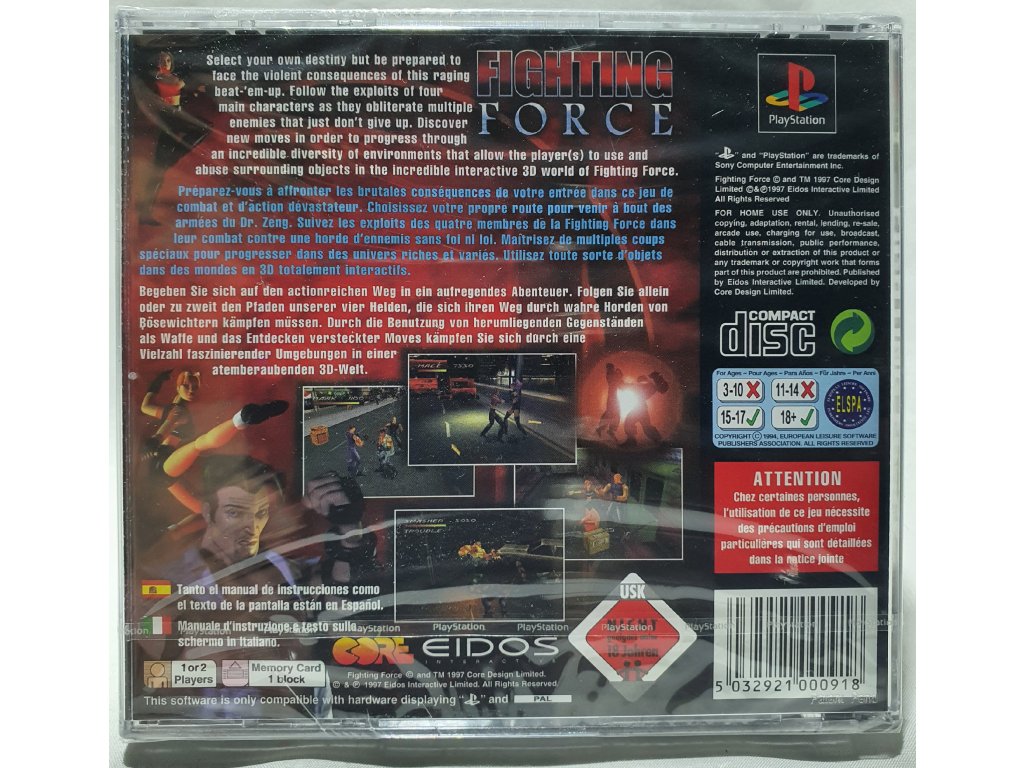 Select your own destiny but be prepared to
face the violent consequences of this raging
beat-'em-up. Follow the exploits of four
main characters as they obliterate multiple
enemies that just don't give up. Discover
new moves in order to progress through
an incredible diversity of environments that allow the player(s) to use and
abuse surrounding objects in the incredible interactive 3D world of Fighting Force.
FIGHTING
FORCE
PlayStation
Préparez-vous à affronter les brutales conséquences de votre entrée dans ce jeu de
combat et d'action dévastateur. Choisissez votre propre route pour venir à bout des
armées du Dr. Zeng. Suivez les exploits des quatre membres de la Fighting Force dans
leur combat contre une horde d'ennemis sans foi ni loi. Maîtrisez de multiples coups
spéciaux pour progresser dans des univers riches et variés. Utilisez toute sorte d'objets
dans des mondes en 3D totalement interactifs.
Begeben Sie sich auf den actionreichen Weg in ein aufregendes Abenteuer. Folgen Sie allein
oder zu zweit den Pfaden unserer vier Helden, die sich ihren Weg durch wahre Horden von
Bösewichtern kämpfen müssen. Durch die Benutzung von herumliegenden Gegenständen
als Waffe und das Entdecken versteckter Moves kämpfen Sie sich durch eine
Vielzahl faszinierender Umgebungen in einer
atemberaubenden 3D-Welt.
" " and "PlayStation" are trademarks of
Sony Computer Entertainment Inc.
Fighting Force © and TM 1997 Core Design
Limited ©&℗1997 Eidos Interactive Limited
All Rights Reserved
FOR HOME USE ONLY. Unauthorised
copying, adaptation, rental, lending, re-sale,
arcade use, charging for use, broadcast,
cable transmission, public performance,
distribution or extraction of this product or
any trademark or copyright work that forms
part of this product are prohibited. Published
by Eidos Interactive Limited. Developed by
Core Design Limited.
COMPACT
disc
For Ages – Pour Ages – Para Años – Für Jahre – Per Anni
3-10 11-14
15-17 18+
ELSPA
COPYRIGHT © 1994, EUROPEAN LEISURE SOFTWARE
PUBLISHERS ASSOCIATION. ALL RIGHTS RESERVED
ATTENTION
Chez certaines personnes,
l'utilisation de ce jeu nécessite
des précautions d'emploi
particulières qui sont détaillées
dans la notice jointe
MACE
SMASHER
TROUBLE
Tanto el manual de instrucciones como
el texto de la pantalla están en Español.
Manuale d'instruzione e testo sullo
schermo in Italiano.
PlayStation PlayStation PlayStation PlayStation PlayStation PlayStation PlayStation
CORE EIDOS
INTERACTIVE
USK
NICHT
geeignet unter
18 Jahren
1 or 2
Players
Memory Card
1 block
Fighting Force © and TM 1997 Core Design Limited.
© & ℗ 1997 Eidos Interactive Limited. All Rights Reserved.
This software is only compatible with hardware displaying " " and PAL
5 032921 000918